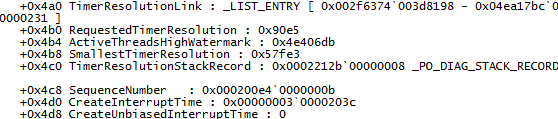 +0x4a0 TimerResolutionLink : _LIST_ENTRY [ 0x002f6374`003d8198 - 0x04ea17bc`0
0000231 ]
+0x4b0 RequestedTimerResolution : 0x90e5
+0x4b4 ActiveThreadsHighWatermark : 0x4e406db
+0x4b8 SmallestTimerResolution : 0x57fe3
+0x4c0 TimerResolutionStackRecord : 0x0002212b`00000008 _PO_DIAG_STACK_RECORD
+0x4c8 SequenceNumber   : 0x000200e4`0000000b
+0x4d0 CreateInterruptTime : 0x00000003`0000203c
+0x4d8 CreateUnbiasedInterruptTime : 0